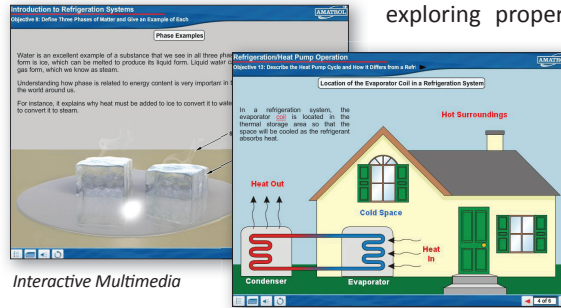 exploring proper
Introduction to Refrigeration Systems
AMATROL
Objective 8: Define Three Phases of Matter and Give an Example of Each
Phase Examples
Water is an excellent example of a substance that we see in all three phas
form is ice, which can be melted to produce its liquid form. Liquid water c
gas form, which we know as steam.
Understanding how phase is related to energy content is very important in t
the world around us.
For instance, it explains why heat must be added to ice to convert it to wate
to convert it to steam.
Interactive Multimedia
Refrigeration/Heat Pump Operation
AMATR
Objective 13: Describe the Heat Pump Cycle and How It Differs from a Refri
Location of the Evaporator Coil in a Refrigeration System
In a refrigeration system, the
evaporator coil is located in the
thermal storage area so that the
space will be cooled as the refrigerant
absorbs heat.
Hot Surroundings
Heat Out
Cold Space
Heat
In
Condenser
Evaporator
4 of 6